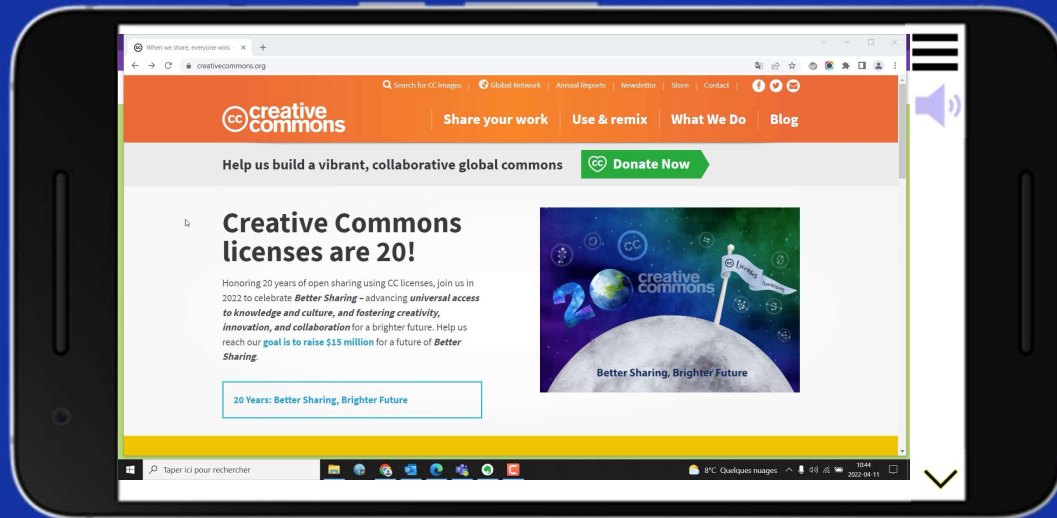 When we share, everyone wins -
creativecommons.org
Search for CC images | Global Network | Annual Reports | Newsletter | Store | Contact |
cc creative commons
Share your work | Use & remix | What We Do | Blog
Help us build a vibrant, collaborative global commons
Donate Now
Creative Commons
licenses are 20!
Honoring 20 years of open sharing using CC licenses, join us in
2022 to celebrate Better Sharing – advancing universal access
to knowledge and culture, and fostering creativity,
innovation, and collaboration for a brighter future. Help us
reach our goal is to raise $15 million for a future of Better
Sharing.
20 Years: Better Sharing, Brighter Future
20
cc
creative
commons
Licenses
Better Sharing, Brighter Future
Taper ici pour rechercher
8°C Quelques nuages
10:44
2022-04-11